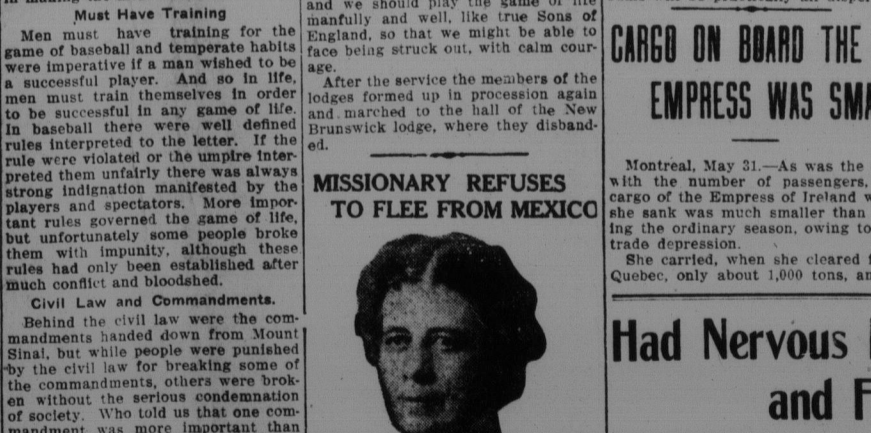 Must Have Training
Men must have training for the
game of baseball and temperate habits
were imperative if a man wished to be
a successful player. And so in life,
men must train themselves in order
to be successful in any game of life.
In baseball there were well defined
rules interpreted to the letter. If the
rule were violated or the umpire inter-
preted them unfairly there was always
strong indignation manifested by the
players and spectators. More impor-
tant rules governed the game of life,
but unfortunately some people broke
them with impunity, although these
rules had only been established after
much conflict and bloodshed.
Civil Law and Commandments.
Behind the civil law were the com-
mandments handed down from Mount
Sinai, but while people were punished
by the civil law for breaking some of
the commandments, others were brok-
en without the serious condemnation
of society. Who told us that one com-
mandment was more important than
and we should play the game of life
manfully and well, like true Sons of
England, so that we might be able to
face being struck out, with calm cour-
age.
After the service the members of the
lodges formed up in procession again
and marched to the hall of the New
Brunswick lodge, where they disband-
ed.
MISSIONARY REFUSES
TO FLEE FROM MEXICO
CARGO ON BOARD THE
EMPRESS WAS SMA
Montreal, May 31.—As was the
with the number of passengers,
cargo of the Empress of Ireland w
she sank was much smaller than
ing the ordinary season, owing to
trade depression.
She carried, when she cleared f
Quebec, only about 1,000 tons, an
Had Nervous
and F